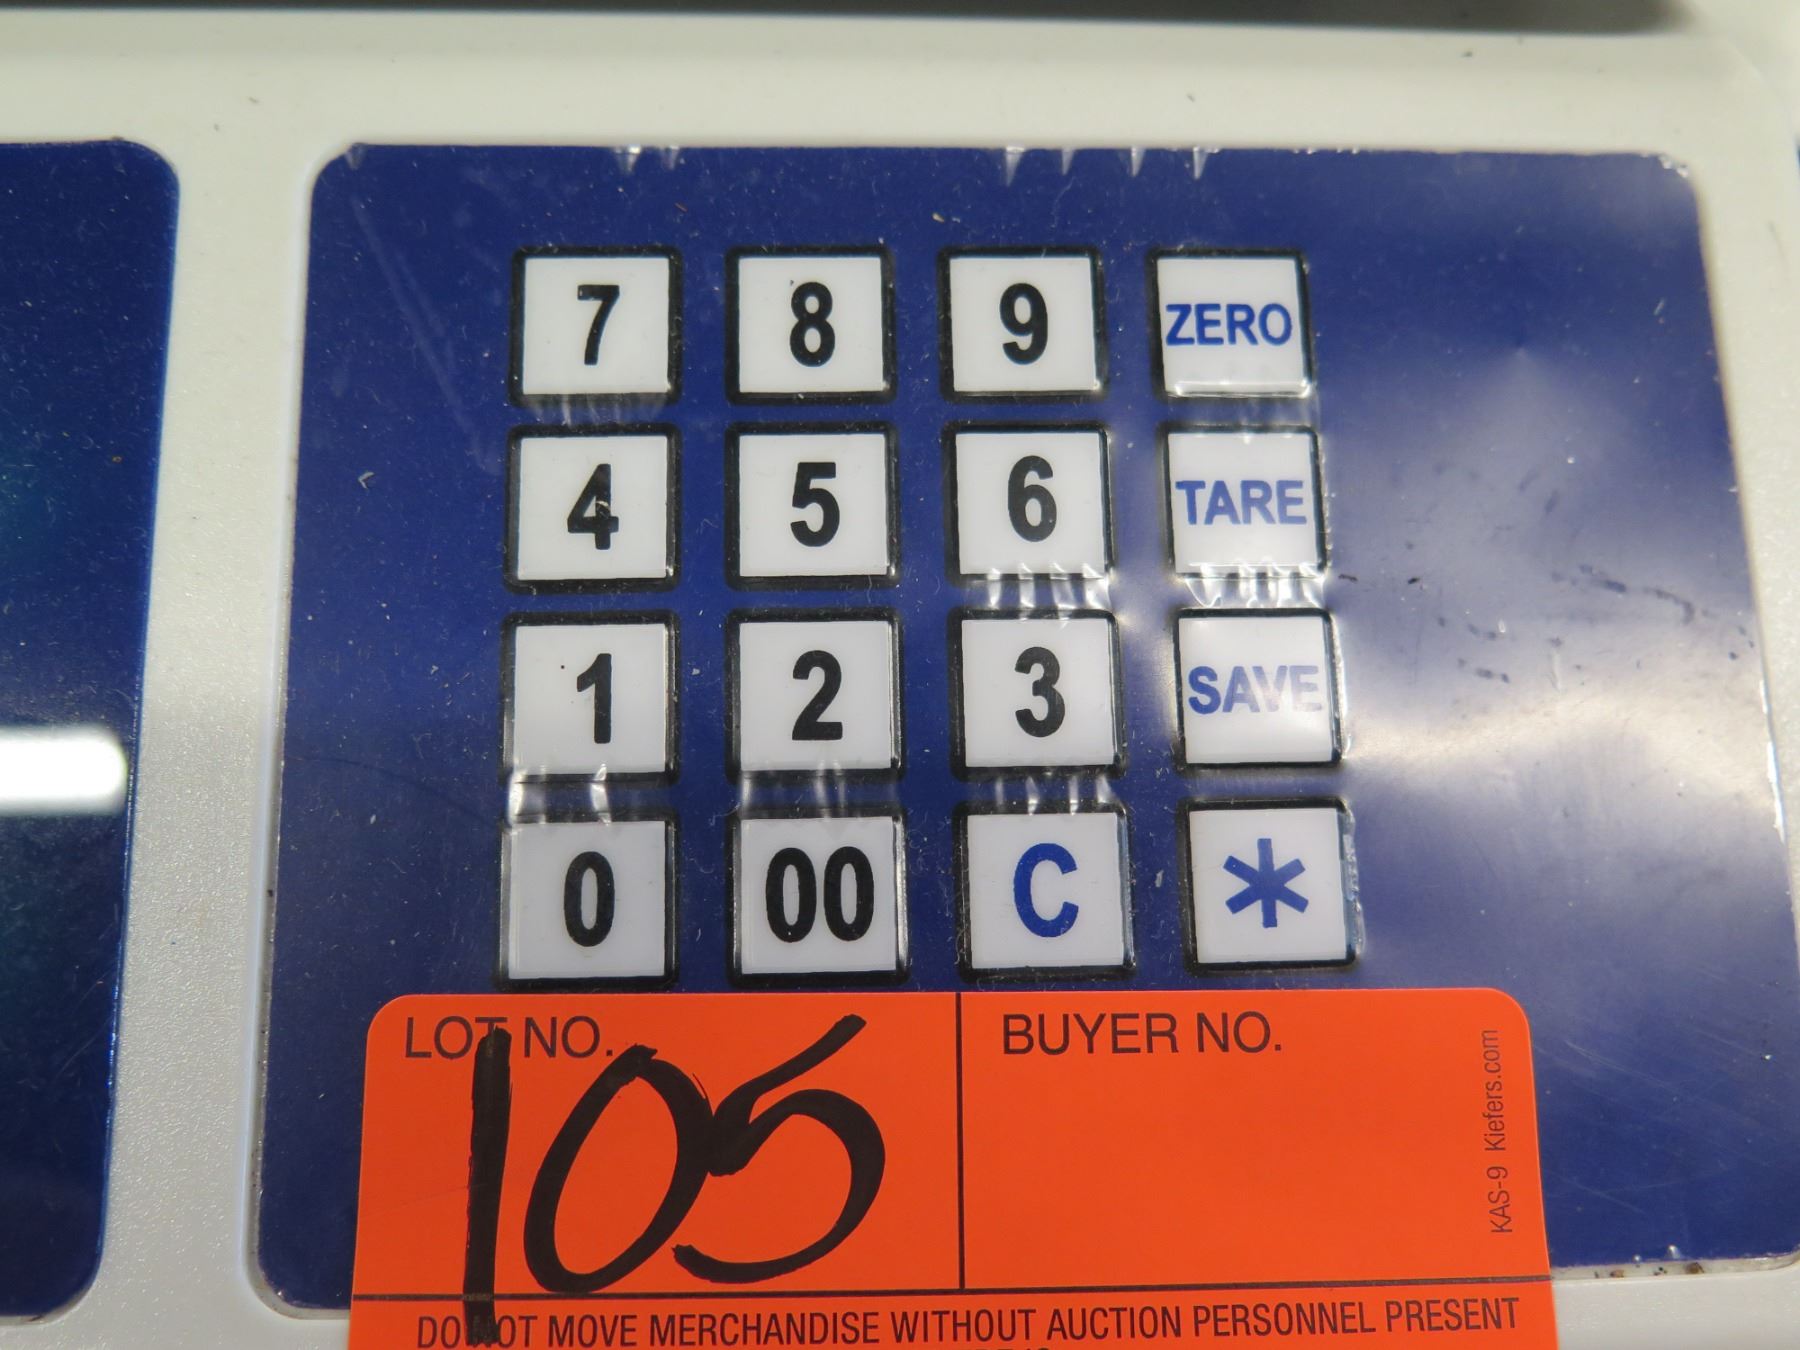 7 8 9 ZERO
4 5 6 TARE
1 2 3 SAVE
0 00 C *
LOT NO. BUYER NO.
105
KAS-9 Kiefers.com
DO NOT MOVE MERCHANDISE WITHOUT AUCTION PERSONNEL PRESENT